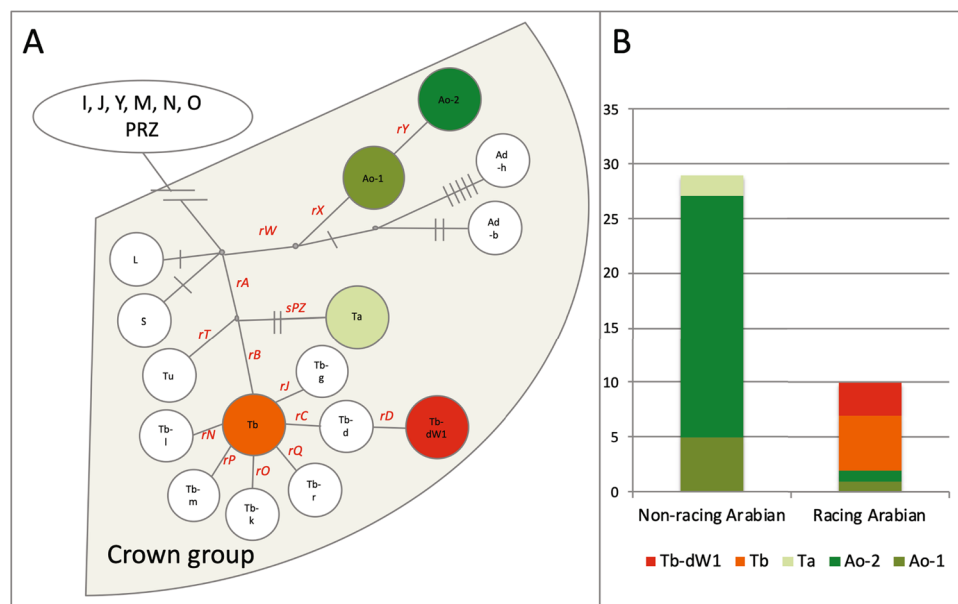 A
I, J, Y, M, N, O
PRZ
Ao-2
rY
Ad
-h
Ao-1
rX
Ad
-b
rW
L
rA
S
sPZ
Ta
rT
Tu
rB
Tb-
g
rJ
Tb
rC
Tb-
d
rD
Tb-
dW1
Tb-
l
rN
rQ
rP
rO
Tb-
r
Tb-
m
Tb-
k
Crown group
B
35
30
25
20
15
10
5
0
Non-racing Arabian
Racing Arabian
Tb-dW1
Tb
Ta
Ao-2
Ao-1